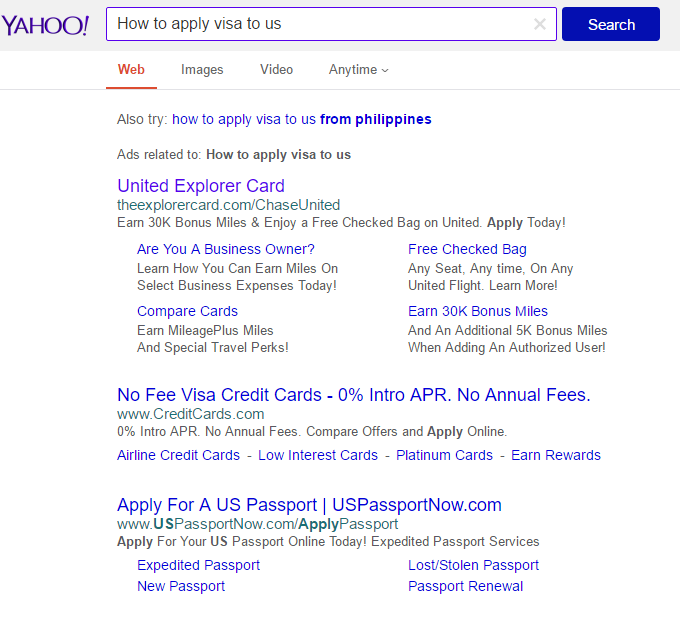 YAHOO! How to apply visa to us × Search
Web Images Video Anytime
Also try: how to apply visa to us from philippines
Ads related to: How to apply visa to us
United Explorer Card
theexplorercard.com/ChaseUnited
Earn 30K Bonus Miles & Enjoy a Free Checked Bag on United. Apply Today!
Are You A Business Owner?
Learn How You Can Earn Miles On
Select Business Expenses Today!
Free Checked Bag
Any Seat, Any time, On Any
United Flight. Learn More!
Compare Cards
Earn MileagePlus Miles
And Special Travel Perks!
Earn 30K Bonus Miles
And An Additional 5K Bonus Miles
When Adding An Authorized User!
No Fee Visa Credit Cards - 0% Intro APR. No Annual Fees.
www.CreditCards.com
0% Intro APR. No Annual Fees. Compare Offers and Apply Online.
Airline Credit Cards - Low Interest Cards - Platinum Cards - Earn Rewards
Apply For A US Passport | USPassportNow.com
www.USPassportNow.com/ApplyPassport
Apply For Your US Passport Online Today! Expedited Passport Services
Expedited Passport
Lost/Stolen Passport
New Passport
Passport Renewal